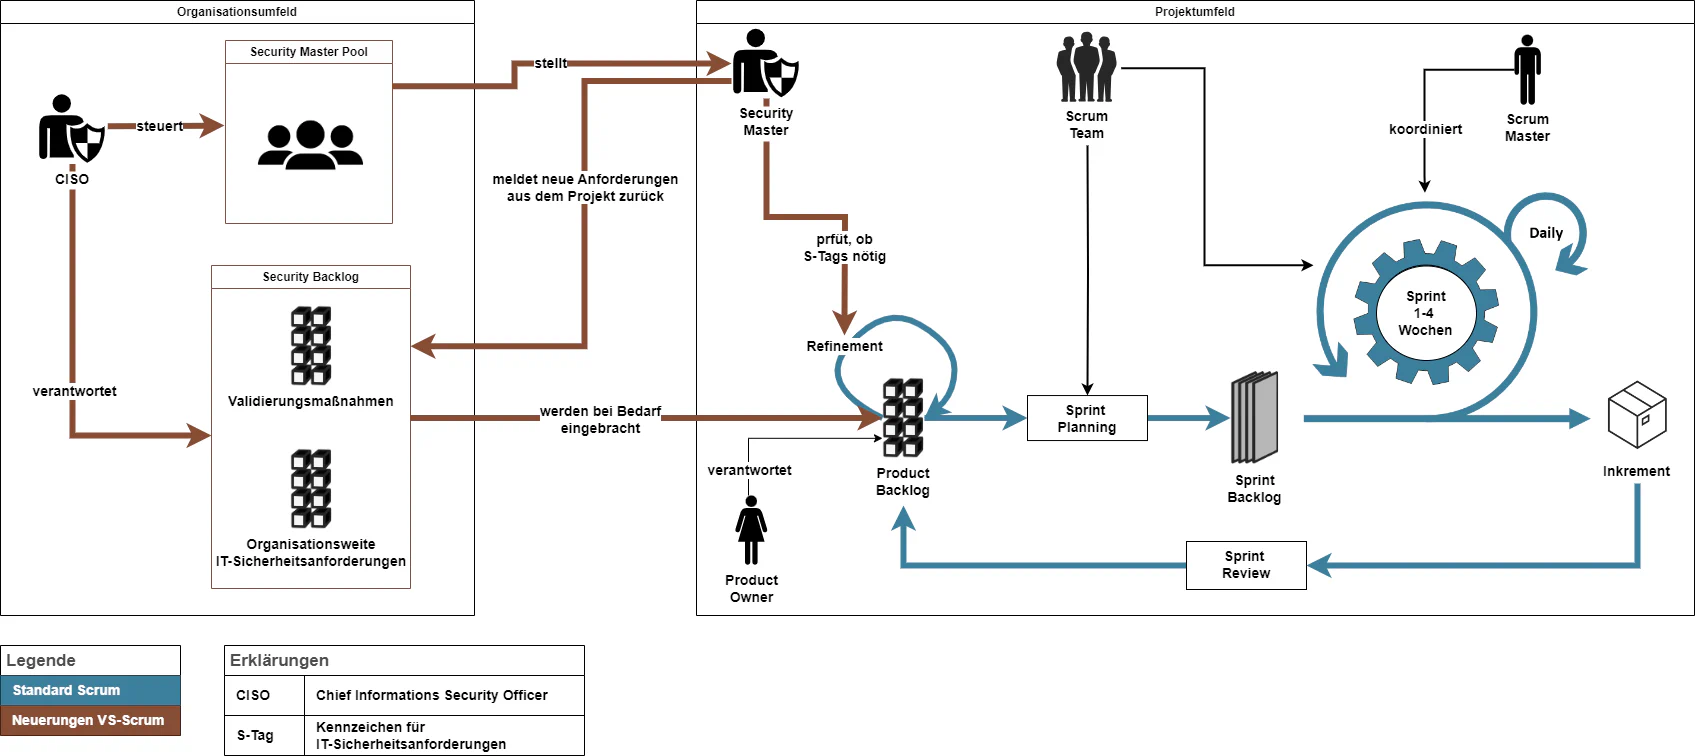 Organisationsumfeld
Projektumfeld
Security Master Pool
steuert
CISO
stellt
Security
Master
Scrum
Team
Scrum
Master
koordiniert
meldet neue Anforderungen
aus dem Projekt zurück
prfüt, ob
S-Tags nötig
Daily
Sprint
1-4
Wochen
Security Backlog
Validierungsmaßnahmen
Organisationsweite
IT-Sicherheitsanforderungen
verantwortet
Refinement
werden bei Bedarf
eingebracht
Sprint
Planning
verantwortet
Product
Backlog
Sprint
Backlog
Inkrement
Product
Owner
Sprint
Review
Legende
Standard Scrum
Neuerungen VS-Scrum
Erklärungen
CISO
Chief Informations Security Officer
S-Tag
Kennzeichen für
IT-Sicherheitsanforderungen